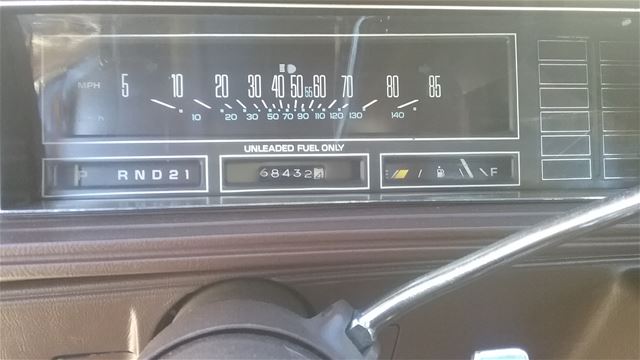 MPH 5 10 20 30 40 50 55 60 70 80 85
10 20 30 50 70 90 110 120 130 140
UNLEADED FUEL ONLY
P R N D 2 1 68432 F